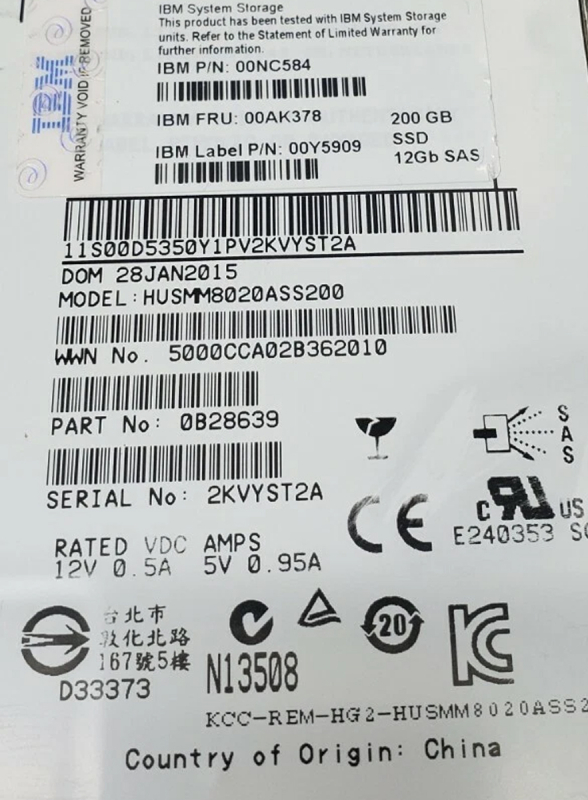 IBM System Storage
This product has been tested with IBM System Storage
units. Refer to the Statement of Limited Warranty for
further information.
IBM P/N: 00NC584
IBM
WARRANTY VOID IF REMOVED
IBM FRU: 00AK378
200 GB
SSD
IBM Label P/N: 00Y5909
12Gb SAS
11S00D5350Y1PV2KVYST2A
DOM 28JAN2015
MODEL: HUSMM8020ASS200
WWN No. 5000CCA02B362010
PART No: 0B28639
SAS
SERIAL No: 2KVYST2A
CE
C RU US
E240353
RATED VDC AMPS
12V 0.5A 5V 0.95A
台北市
敦化北路
167號5樓
D33373
N13508
20
KC
KCC-REM-HG2-HUSMM8020ASS2
Country of Origin: China